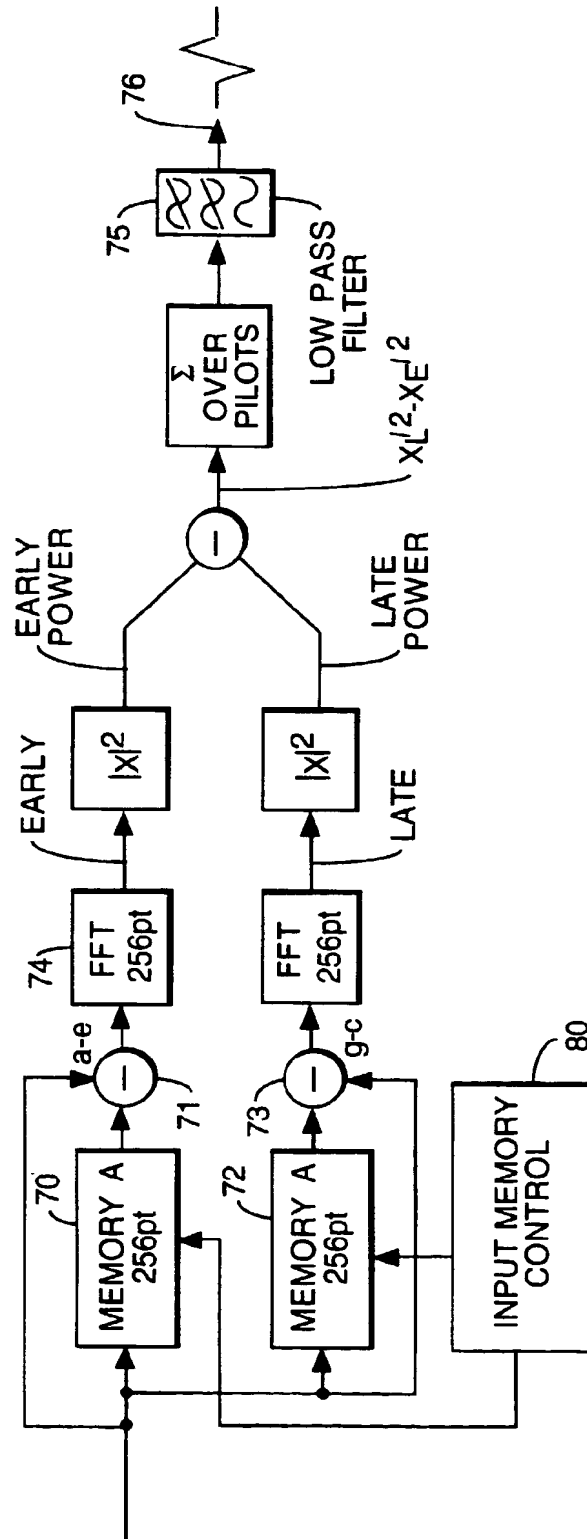 70
MEMORY A
256pt
a-e
71
74
FFT
256pt
EARLY
|X|²
EARLY
POWER
72
MEMORY A
256pt
73
g-c
FFT
256pt
LATE
|X|²
LATE
POWER
INPUT MEMORY
CONTROL
80
−
XL/2-XE/2
Σ
OVER
PILOTS
75
LOW PASS
FILTER
76